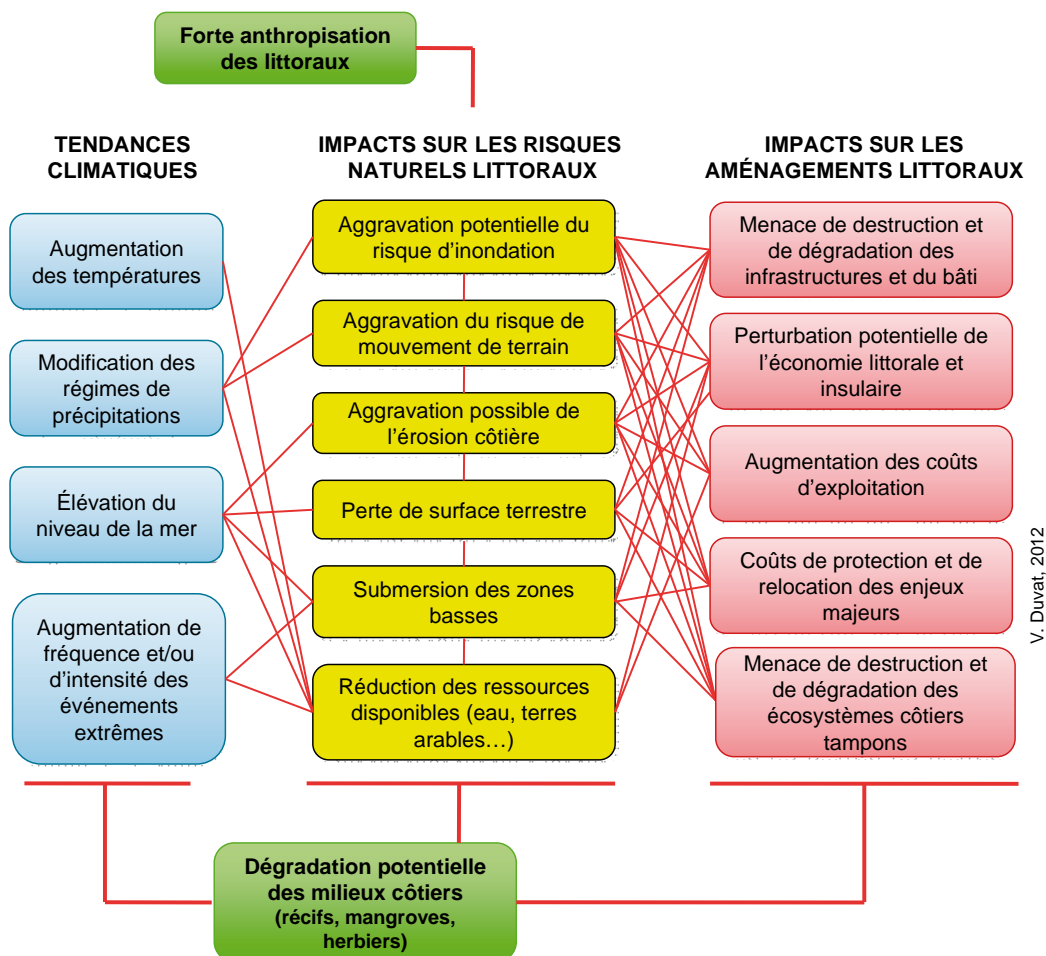 Forte anthropisation
des littoraux
TENDANCES
CLIMATIQUES
IMPACTS SUR LES RISQUES
NATURELS LITTORAUX
IMPACTS SUR LES
AMÉNAGEMENTS LITTORAUX
Augmentation
des températures
Modification des
régimes de
précipitations
Élévation du
niveau de la mer
Augmentation de
fréquence et/ou
d'intensité des
événements
extrêmes
Aggravation potentielle du
risque d'inondation
Aggravation du risque de
mouvement de terrain
Aggravation possible de
l'érosion côtière
Perte de surface terrestre
Submersion des zones
basses
Réduction des ressources
disponibles (eau, terres
arables…)
Menace de destruction et
de dégradation des
infrastructures et du bâti
Perturbation potentielle de
l'économie littorale et
insulaire
Augmentation des coûts
d'exploitation
Coûts de protection et de
relocation des enjeux
majeurs
Menace de destruction et
de dégradation des
écosystèmes côtiers
tampons
V. Duvat, 2012
Dégradation potentielle
des milieux côtiers
(récifs, mangroves,
herbiers)